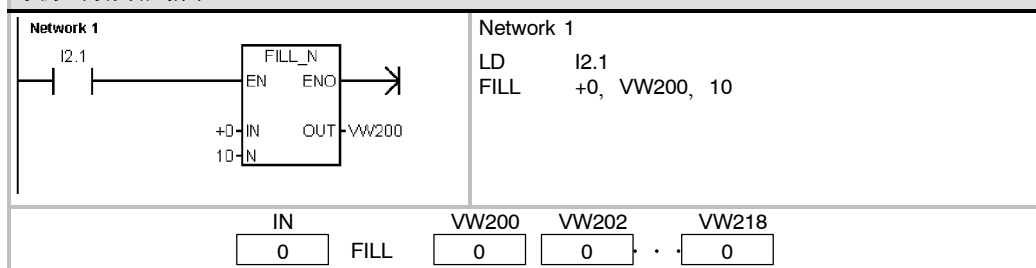 Network 1
I2.1
FILL_N
EN ENO
+0 IN OUT VW200
10 N
Network 1
LD I2.1
FILL +0, VW200, 10
IN VW200 VW202 VW218
0 FILL 0 0 · · · 0